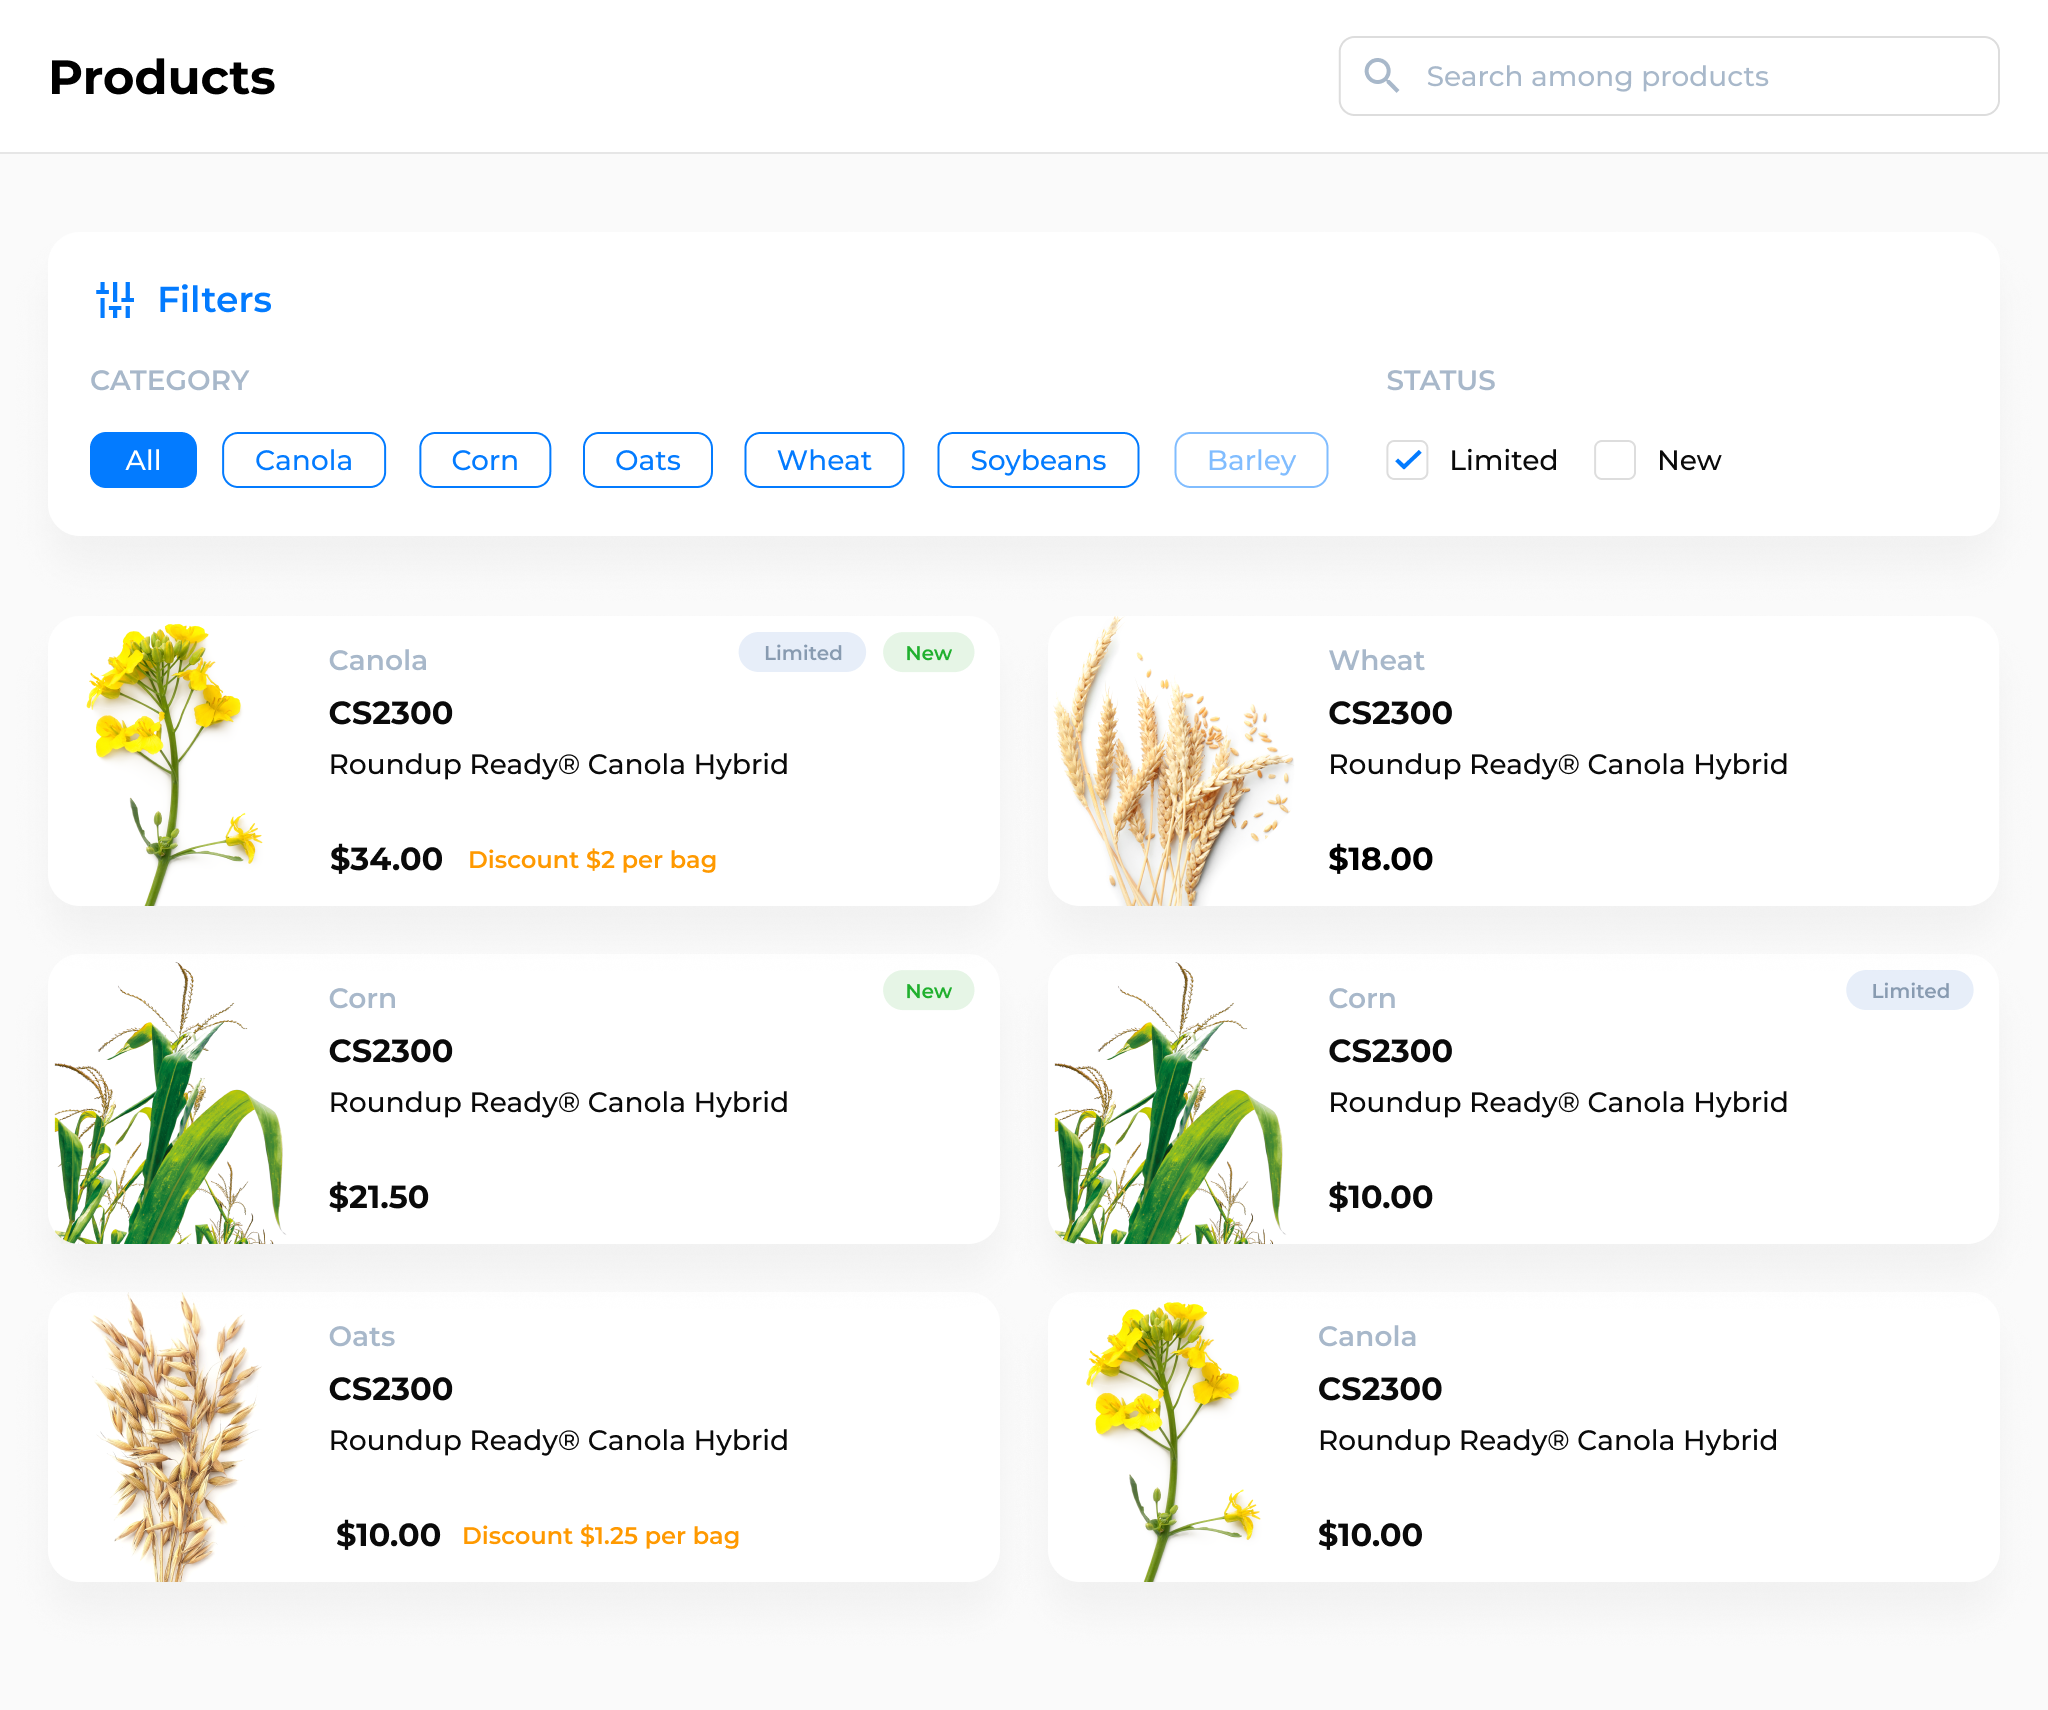 Products
Search among products
Filters
CATEGORY
STATUS
All Canola Corn Oats Wheat Soybeans Barley
Limited New
Canola
Limited New
CS2300
Roundup Ready® Canola Hybrid
$34.00 Discount $2 per bag
Wheat
CS2300
Roundup Ready® Canola Hybrid
$18.00
Corn
New
CS2300
Roundup Ready® Canola Hybrid
$21.50
Corn
Limited
CS2300
Roundup Ready® Canola Hybrid
$10.00
Oats
CS2300
Roundup Ready® Canola Hybrid
$10.00 Discount $1.25 per bag
Canola
CS2300
Roundup Ready® Canola Hybrid
$10.00